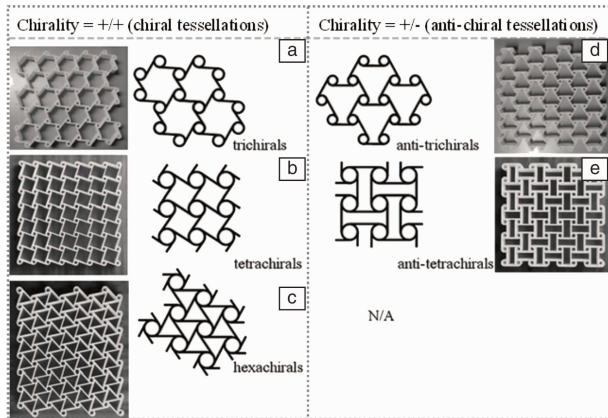 Chirality = +/+ (chiral tessellations)
Chirality = +/- (anti-chiral tessellations)
a
trichirals
b
tetrachirals
c
hexachirals
d
anti-trichirals
e
anti-tetrachirals
N/A